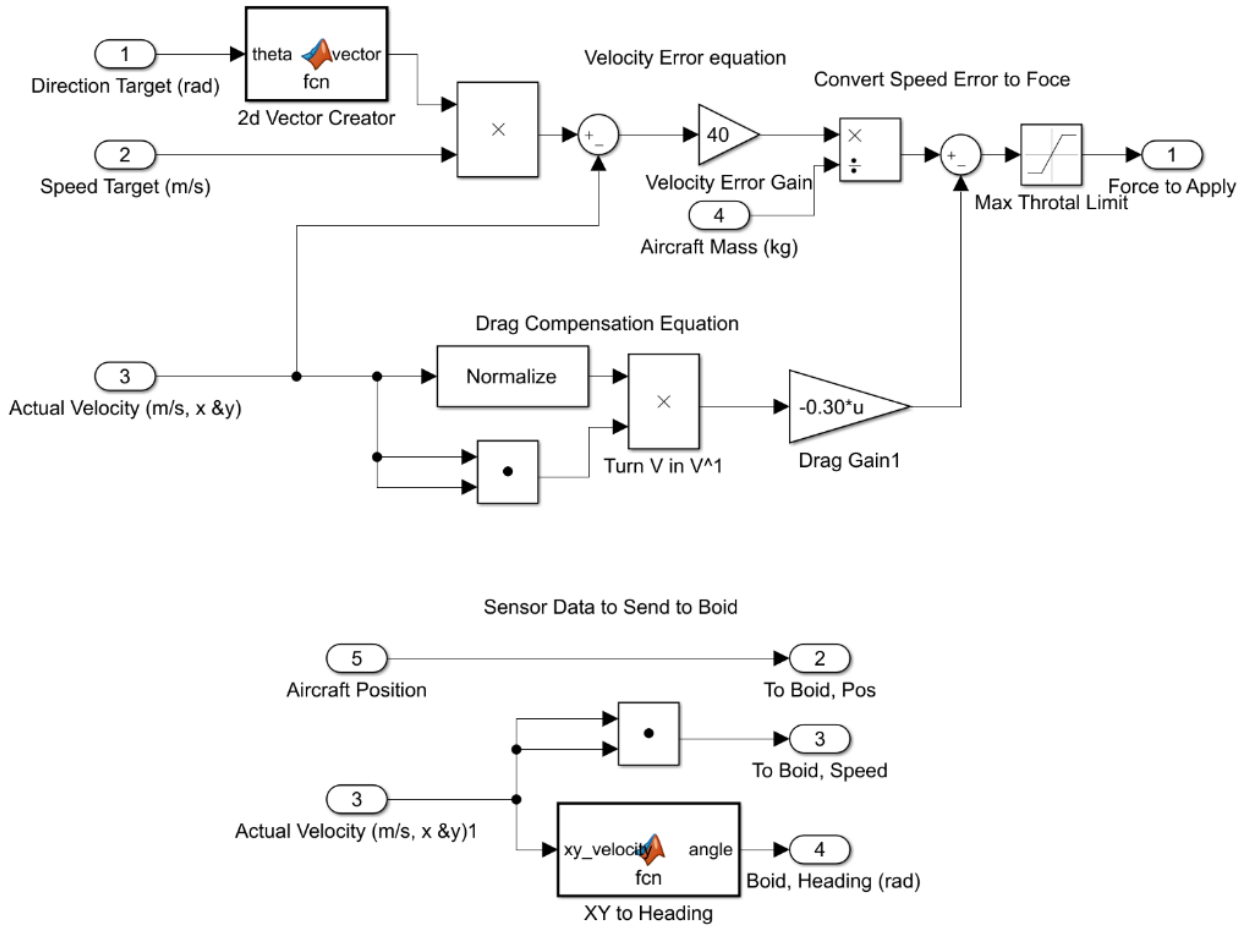 1
Direction Target (rad)
theta vector
fcn
2d Vector Creator
2
Speed Target (m/s)
×
+
−
Velocity Error equation
40
Velocity Error Gain
4
Aircraft Mass (kg)
Convert Speed Error to Foce
×
÷
+
−
Max Throtal Limit
1
Force to Apply
3
Actual Velocity (m/s, x &y)
Drag Compensation Equation
Normalize
×
Turn V in V^1
-0.30*u
Drag Gain1
Sensor Data to Send to Boid
5
Aircraft Position
2
To Boid, Pos
3
To Boid, Speed
3
Actual Velocity (m/s, x &y)1
xy_velocity angle
fcn
XY to Heading
4
Boid, Heading (rad)